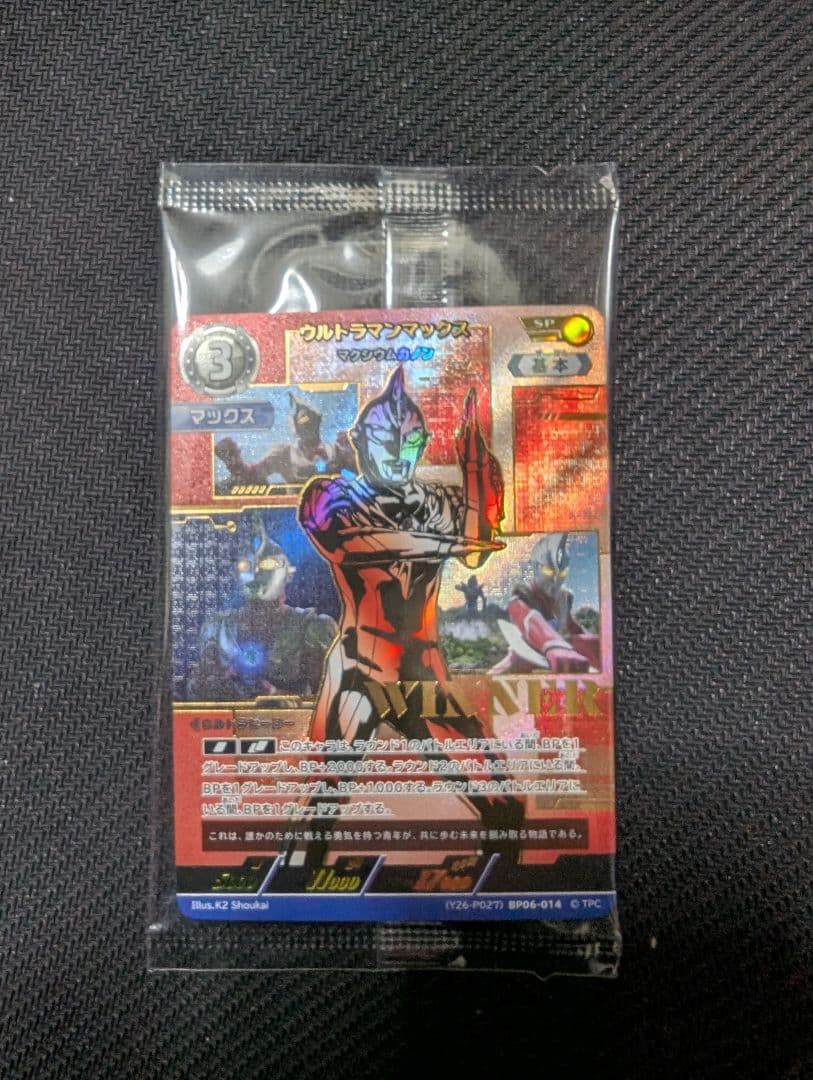 3
ウルトラマンマックス
SP
マクシウムカノン
基本
マックス
WINNER
ウルトラヒーロー
このキャラは、ラウンド1のバトルエリアにいる間、BPを1
グレードアップし、BP+2000する。ラウンド2のバトルエリアにいる間、
BPを1グレードアップし、BP+1000する。ラウンド3のバトルエリアに
いる間、BPを1グレードアップする。
これは、誰かのために戦える勇気を持つ青年が、共に歩む未来を掴み取る物語である。
11000
Illus.K2 Shoukai
(Y26-P027) BP06-014 © TPC